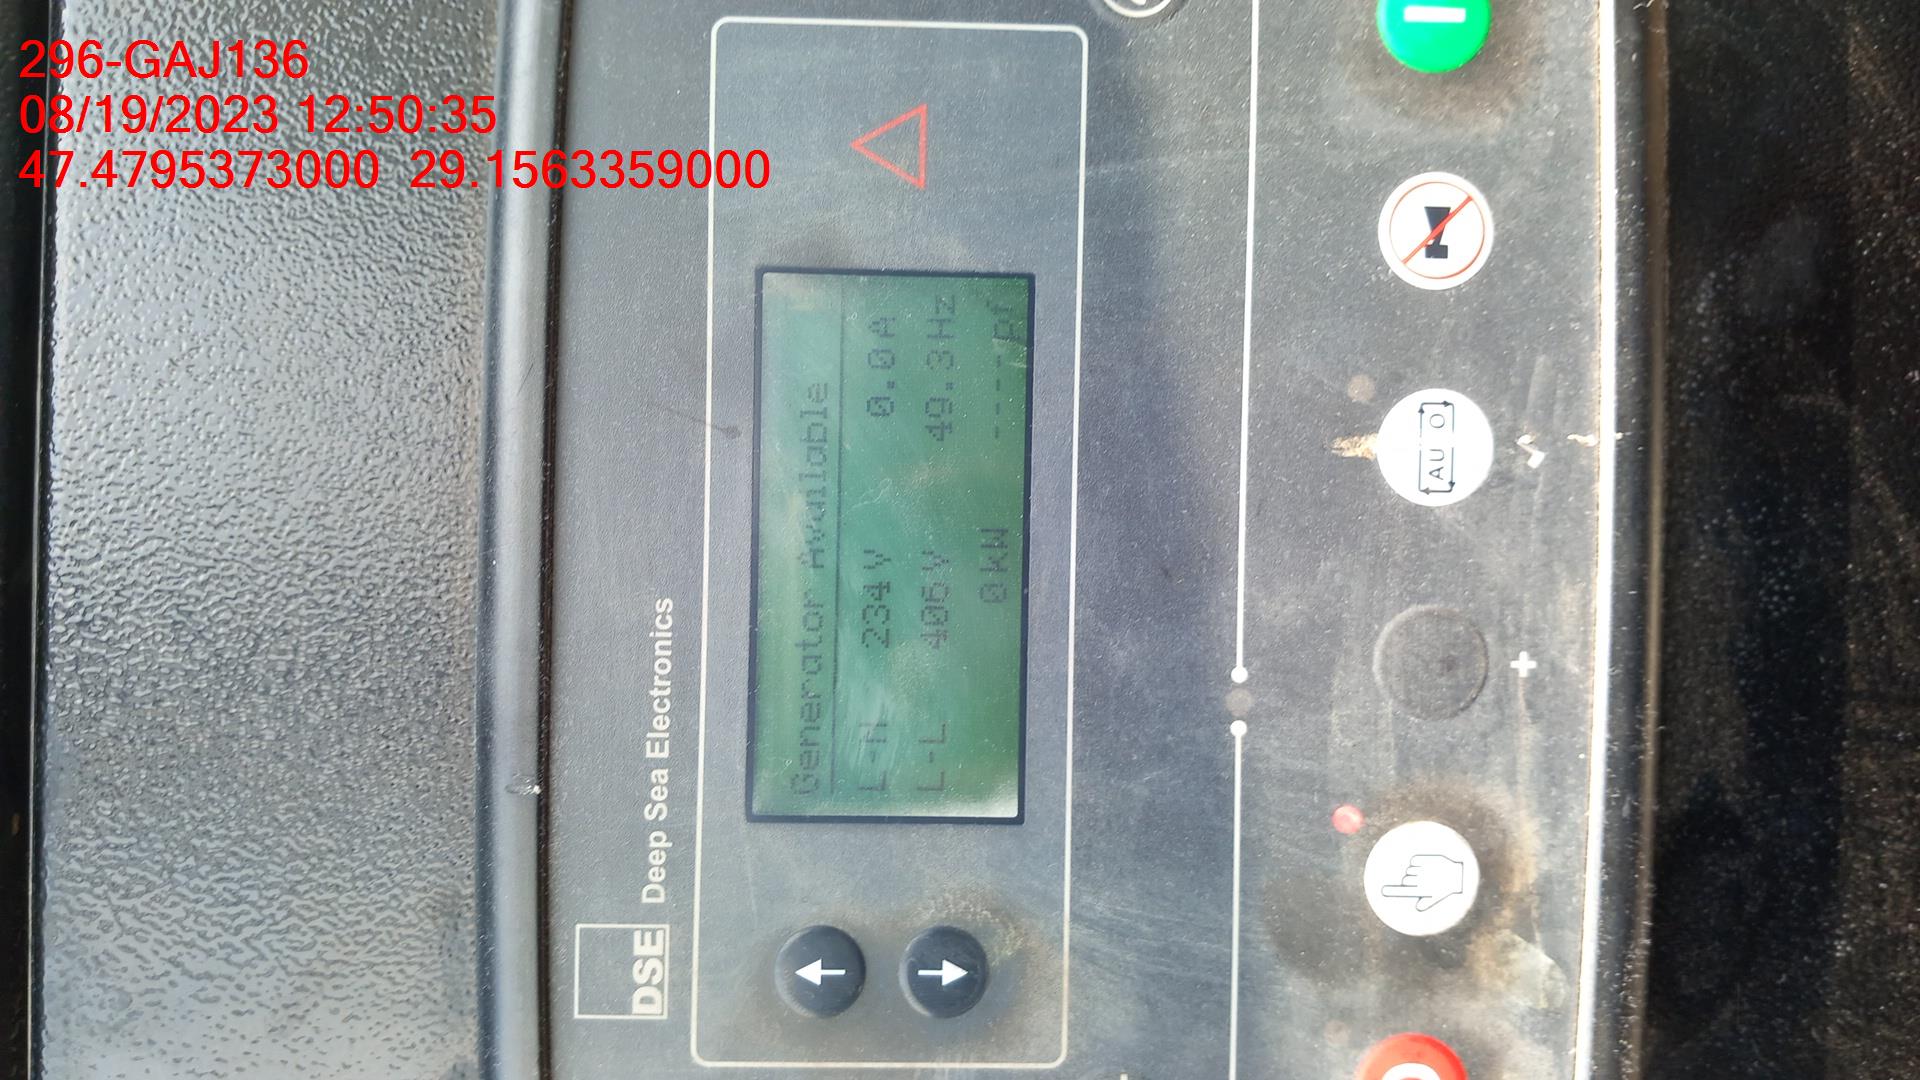 296-GAJ136
08/19/2023 12:50:35
47.4795373000 29.1563359000
DSE Deep Sea Electronics
Generator Available
L-N 234V 0.0A
L-L 406V 49.3Hz
0kW ----pf
AUTO